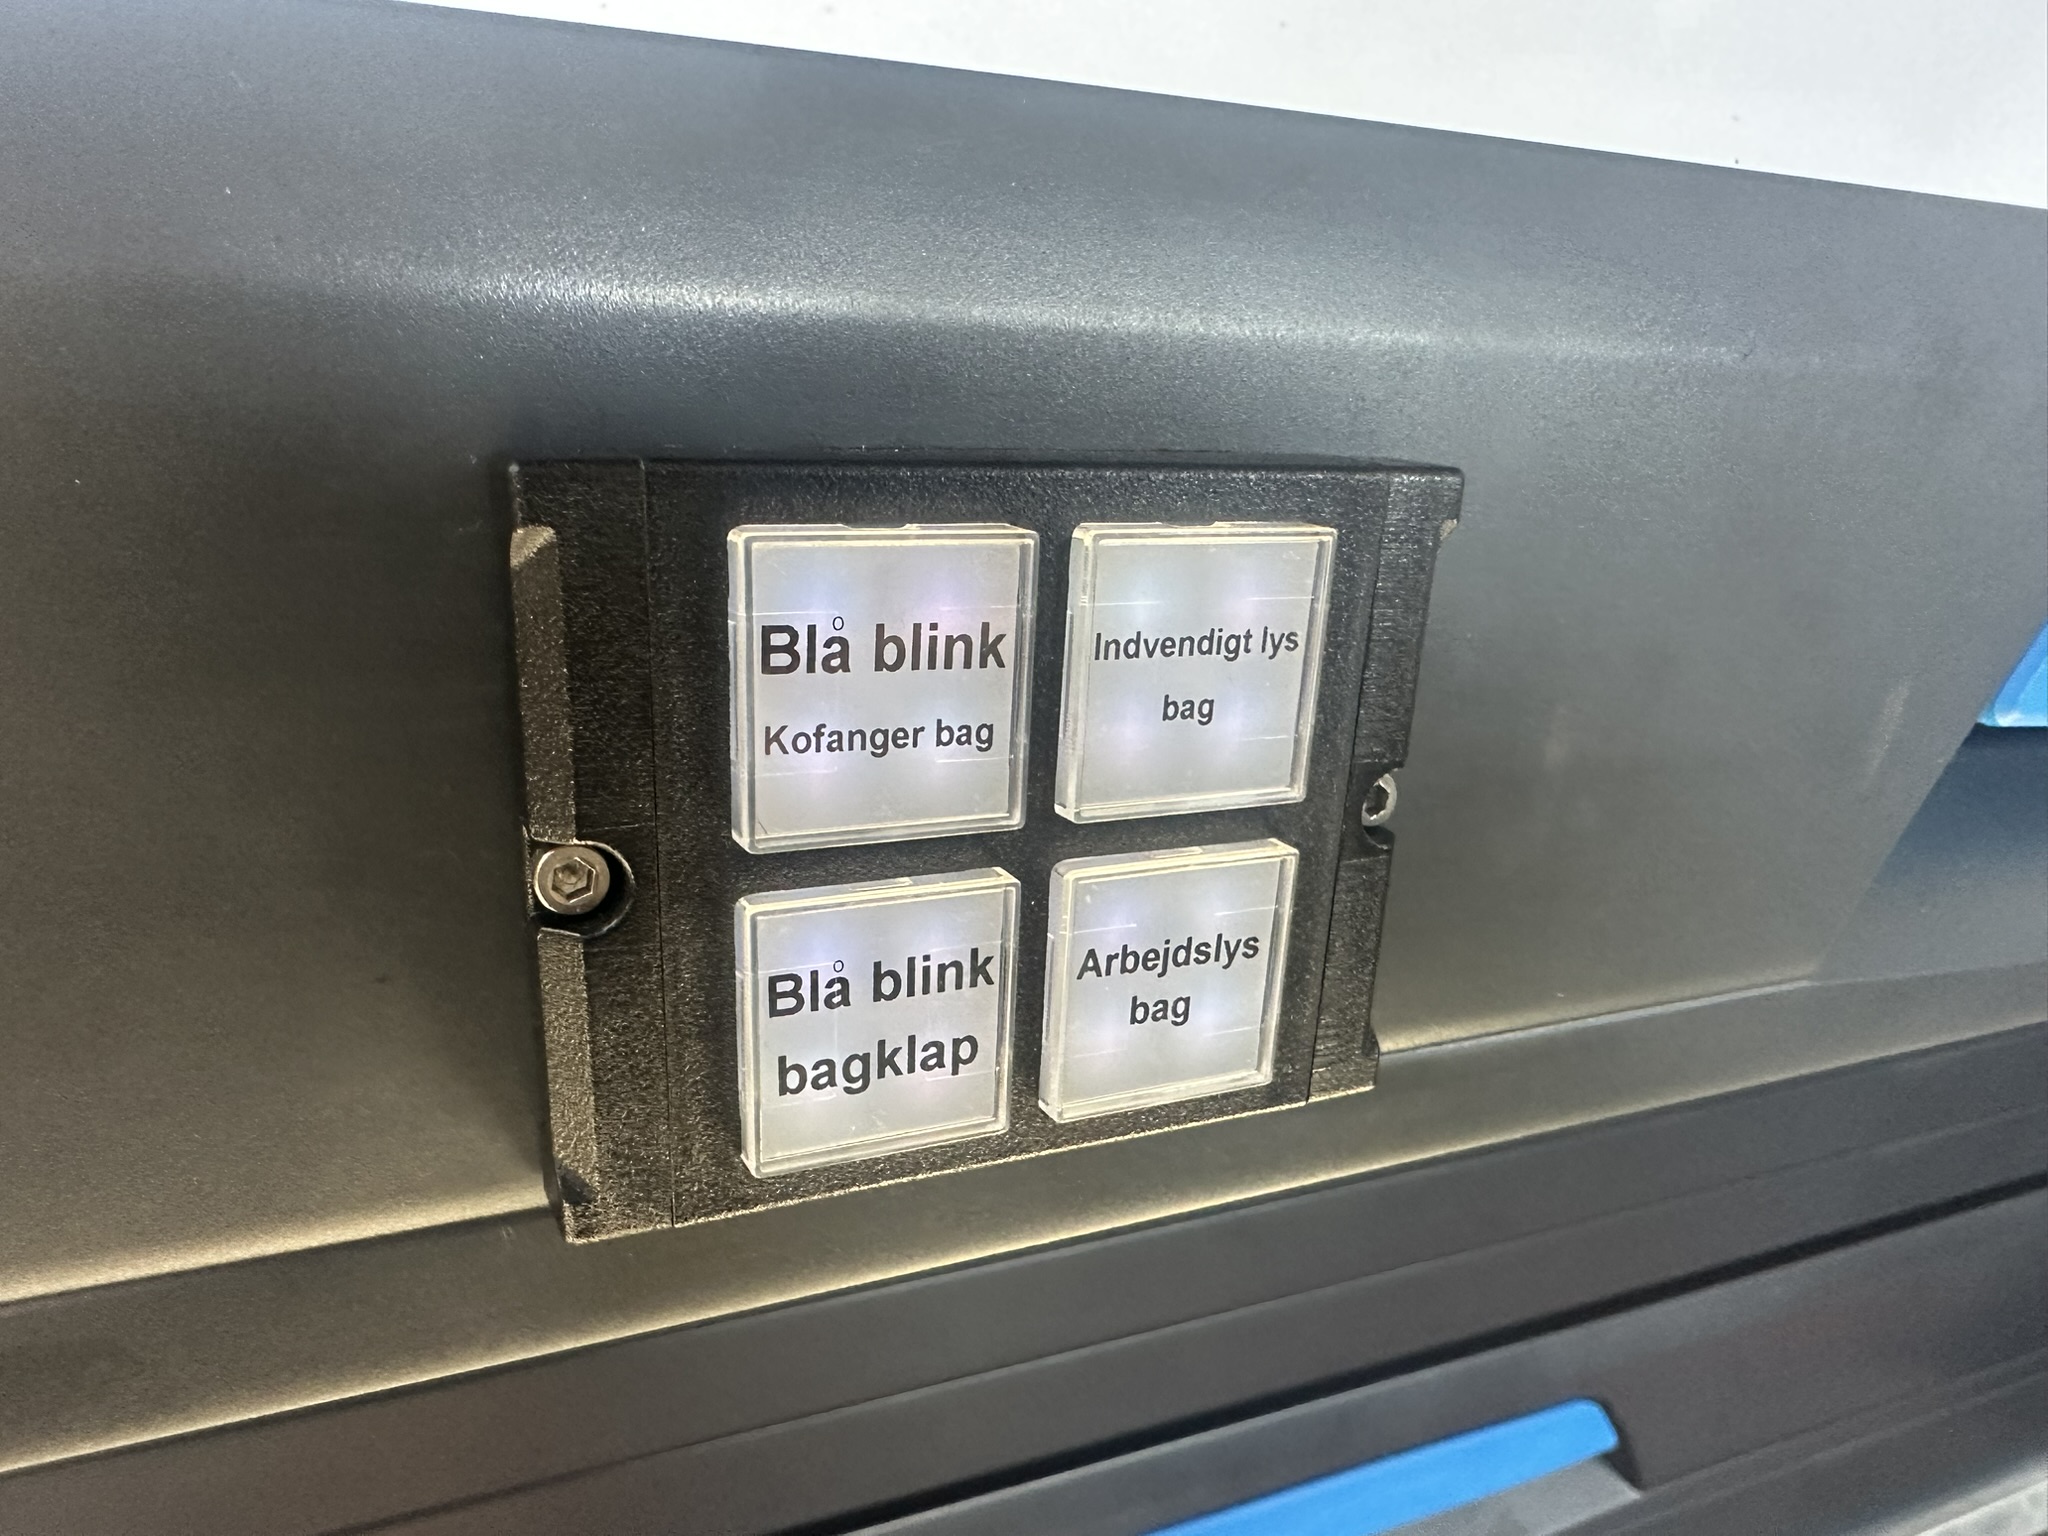 Blå blink
Kofanger bag
Indvendigt lys
bag
Blå blink
bagklap
Arbejdslys
bag